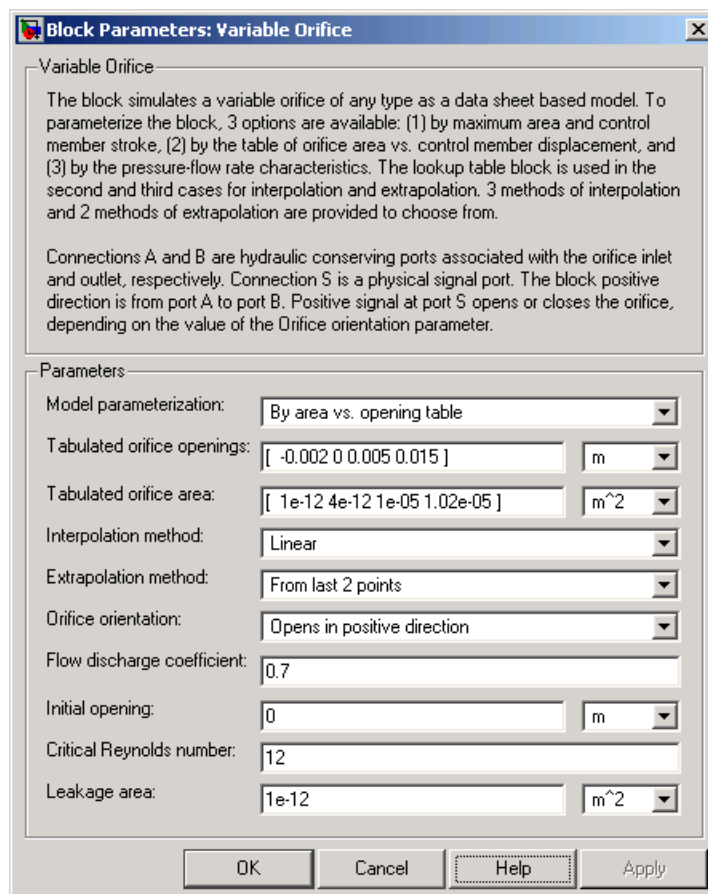 Block Parameters: Variable Orifice
Variable Orifice
The block simulates a variable orifice of any type as a data sheet based model. To
parameterize the block, 3 options are available: (1) by maximum area and control
member stroke, (2) by the table of orifice area vs. control member displacement, and
(3) by the pressure-flow rate characteristics. The lookup table block is used in the
second and third cases for interpolation and extrapolation. 3 methods of interpolation
and 2 methods of extrapolation are provided to choose from.
Connections A and B are hydraulic conserving ports associated with the orifice inlet
and outlet, respectively. Connection S is a physical signal port. The block positive
direction is from port A to port B. Positive signal at port S opens or closes the orifice,
depending on the value of the Orifice orientation parameter.
Parameters
Model parameterization: By area vs. opening table
Tabulated orifice openings: [ -0.002 0 0.005 0.015 ] m
Tabulated orifice area: [ 1e-12 4e-12 1e-05 1.02e-05 ] m^2
Interpolation method: Linear
Extrapolation method: From last 2 points
Orifice orientation: Opens in positive direction
Flow discharge coefficient: 0.7
Initial opening: 0 m
Critical Reynolds number: 12
Leakage area: 1e-12 m^2
OK Cancel Help Apply